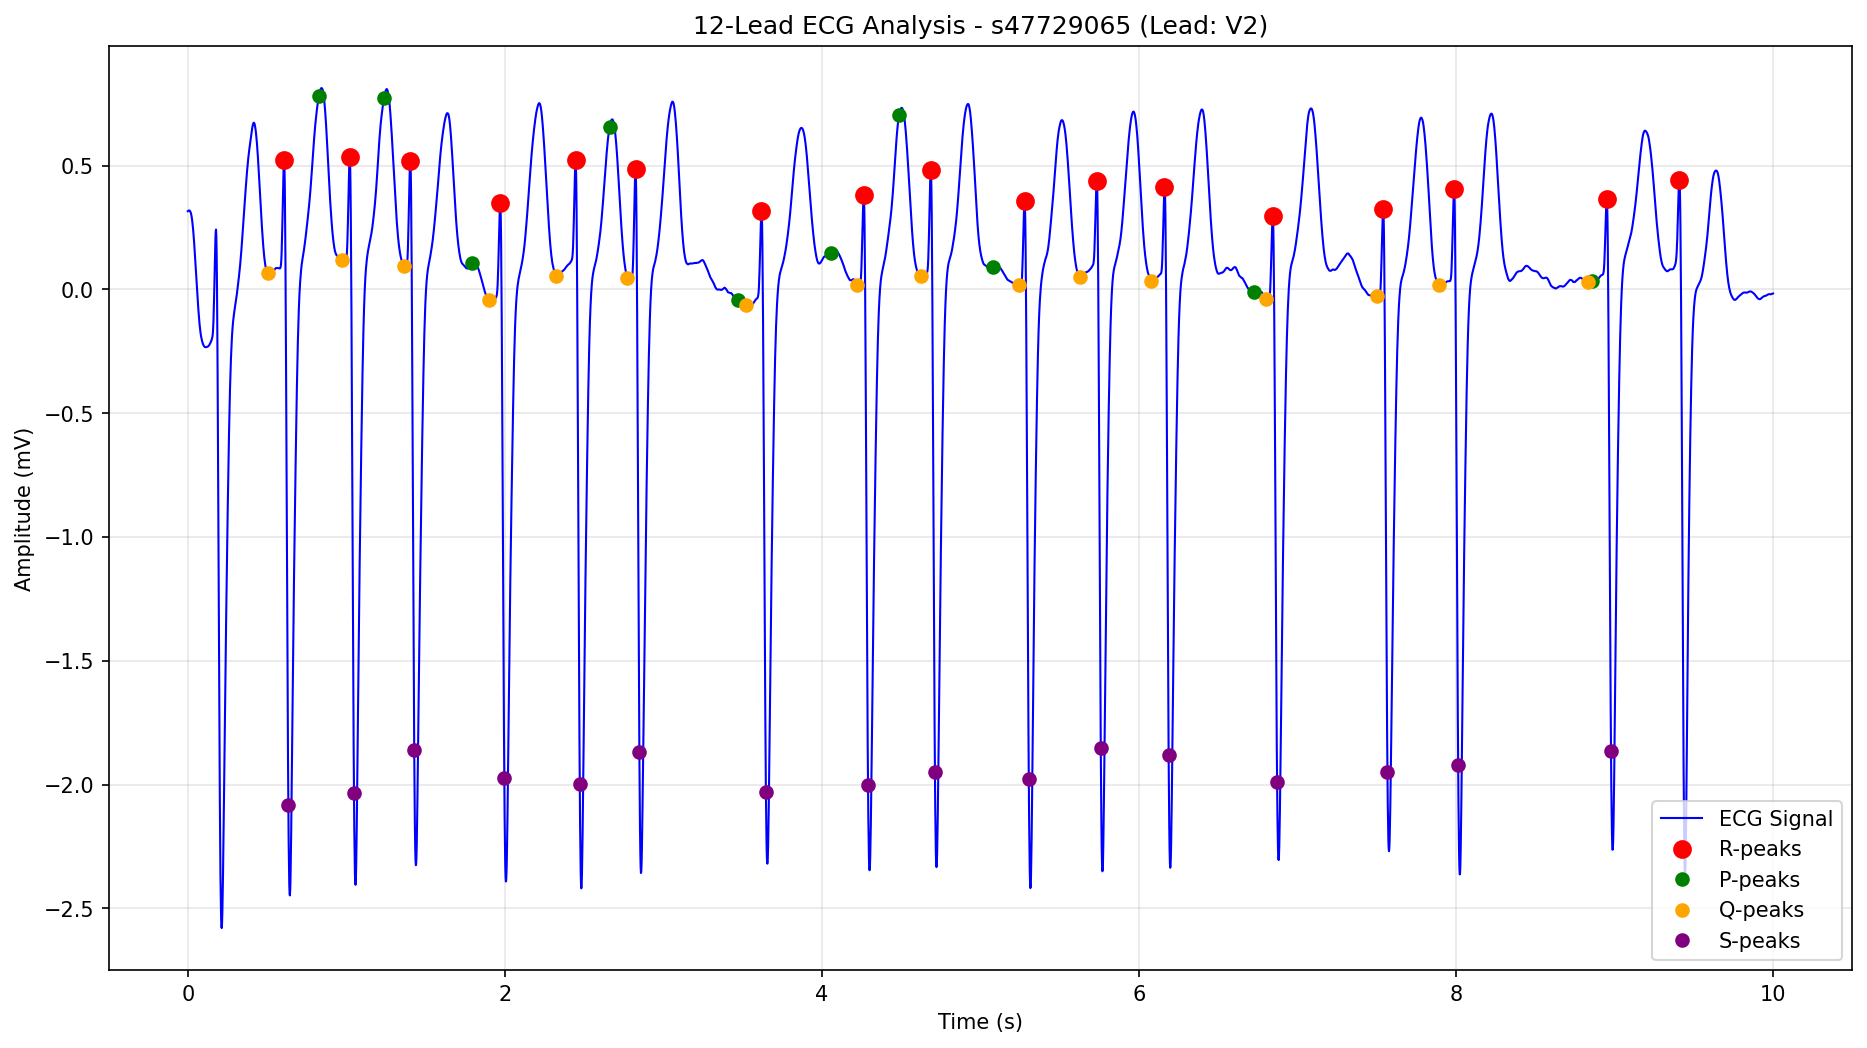 12-Lead ECG Analysis - s47729065 (Lead: V2)
Amplitude (mV)
0.5
0.0
−0.5
−1.0
−1.5
−2.0
−2.5
0
2
4
6
8
10
Time (s)
ECG Signal
R-peaks
P-peaks
Q-peaks
S-peaks